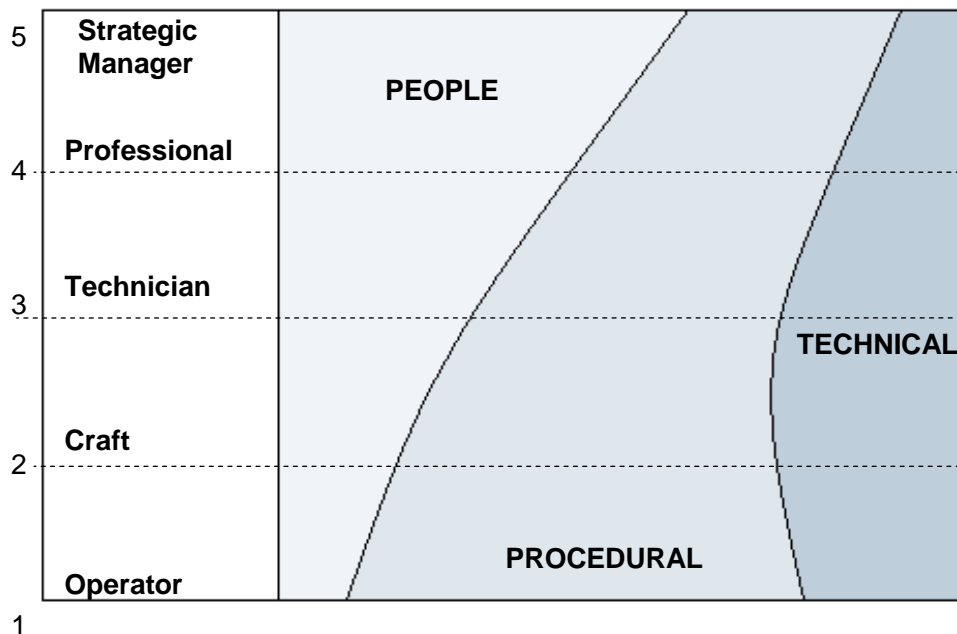 5
Strategic
Manager
PEOPLE
Professional
4
Technician
3
TECHNICAL
Craft
2
PROCEDURAL
Operator
1